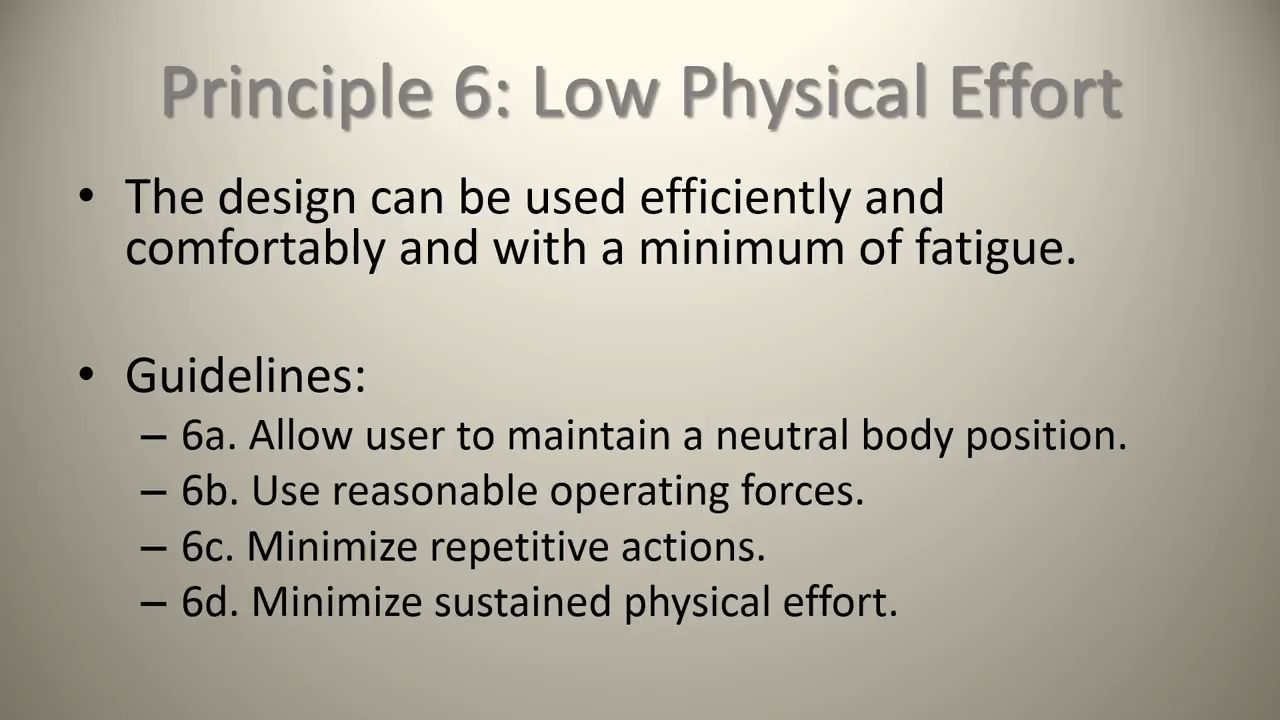 Principle 6: Low Physical Effort
• The design can be used efficiently and
comfortably and with a minimum of fatigue.
• Guidelines:
– 6a. Allow user to maintain a neutral body position.
– 6b. Use reasonable operating forces.
– 6c. Minimize repetitive actions.
– 6d. Minimize sustained physical effort.